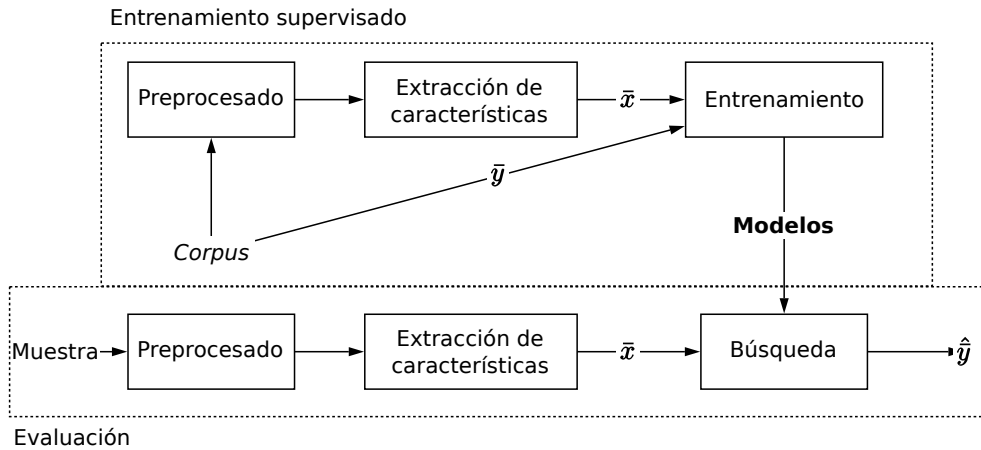 Entrenamiento supervisado
Preprocesado
Extracción de
características
x̄
Entrenamiento
ȳ
Modelos
Corpus
Muestra
Preprocesado
Extracción de
características
x̄
Búsqueda
ȳ̂
Evaluación